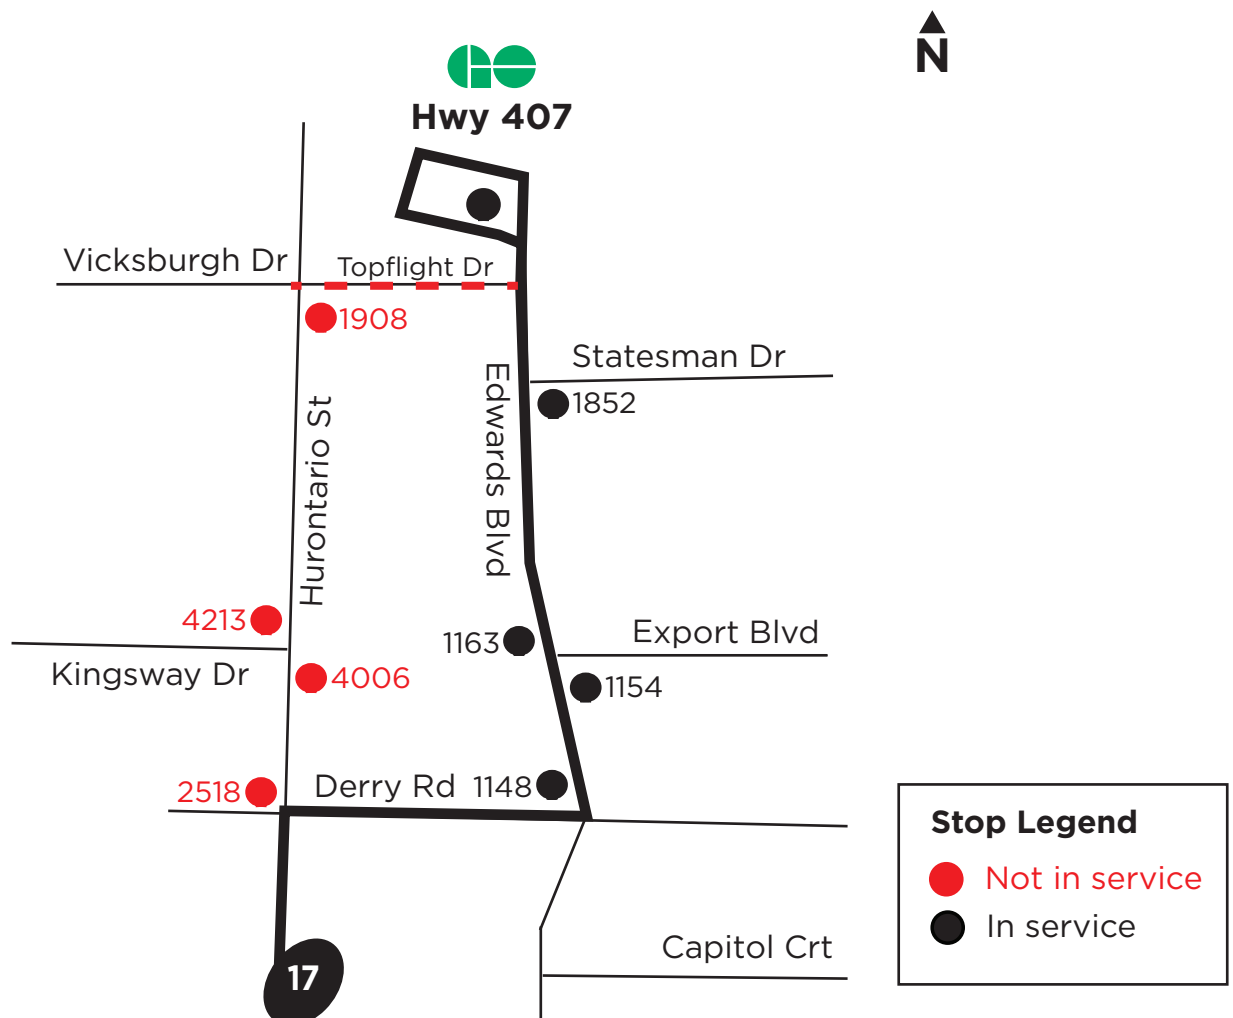 N
GO
Hwy 407
Vicksburgh Dr
Topflight Dr
1908
Statesman Dr
1852
Edwards Blvd
Hurontario St
4213
1163
Export Blvd
Kingsway Dr
4006
1154
2518
Derry Rd
1148
Stop Legend
Not in service
In service
Capitol Crt
17